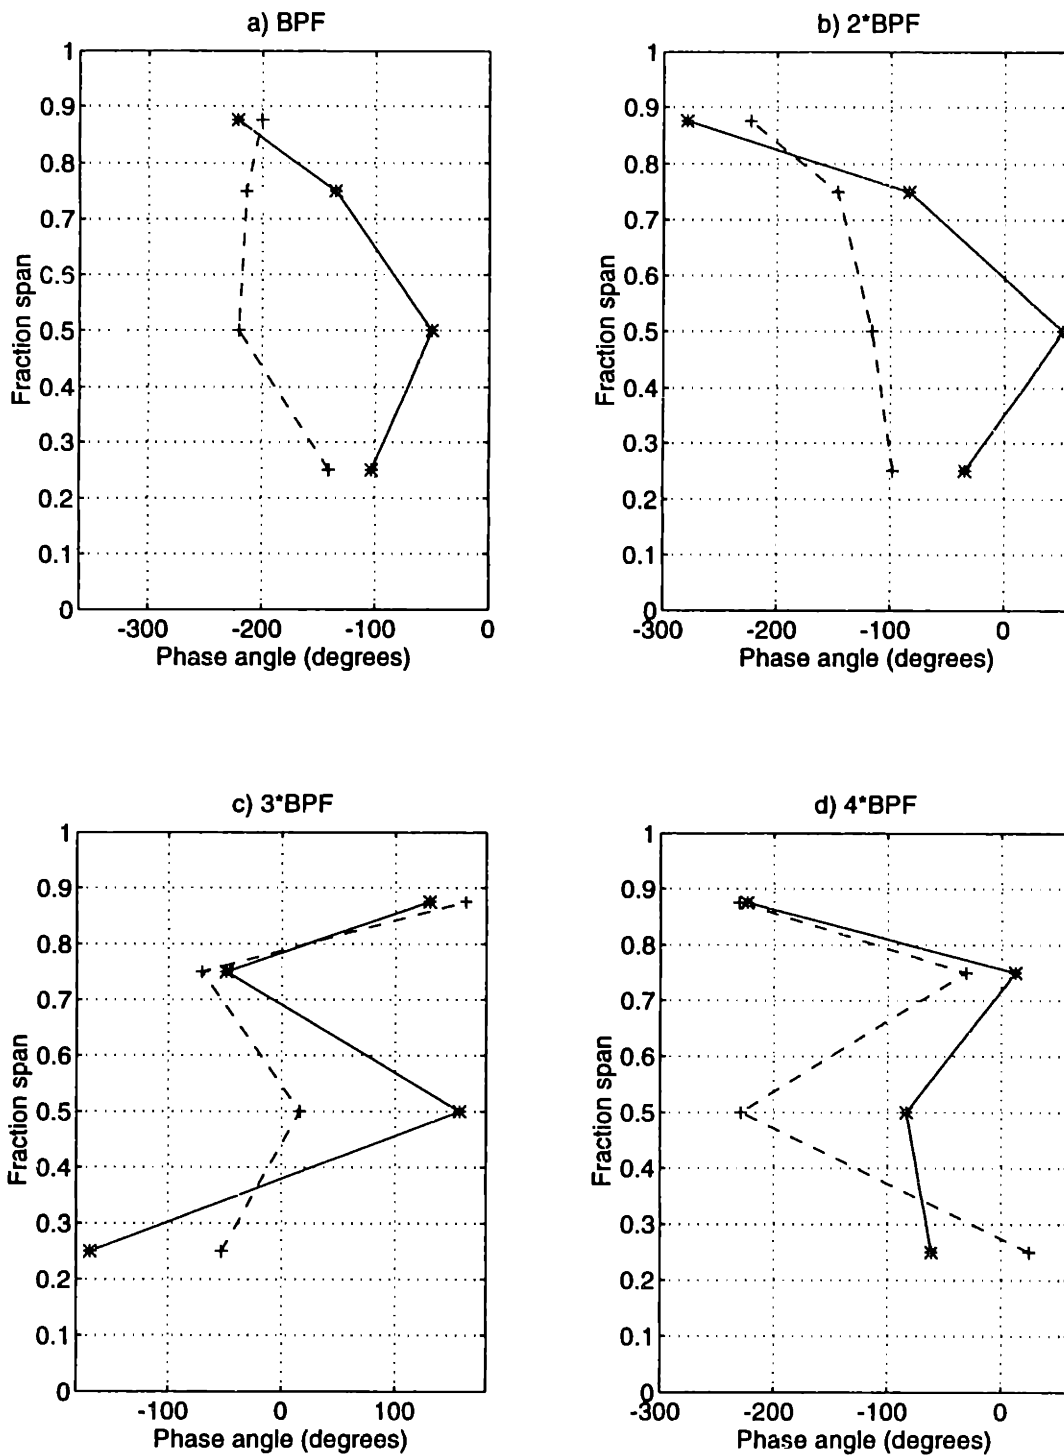 a) BPF
1
0.9
0.8
0.7
C.5
0.5
0.4
0.3
0.2
0.1
0
Fraction span
-300 -200 -100 0
Phase angle (degrees)
b) 2*BPF
1
0.9
0.8
0.7
0.6
0.5
0.4
0.3
0.2
0.1
0
Fraction span
-300 -200 -100 0
Phase angle (degrees)
c) 3*BPF
1
0.9
0.8
0.7
0.6
0.5
0.4
0.3
0.2
0.1
0
Fraction span
-100 0 100
Phase angle (degrees)
d) 4*BPF
1
0.9
0.8
0.7
0.6
0.5
0.4
0.3
0.2
0.1
0
Fraction span
-300 -200 -100 0
Phase angle (degrees)